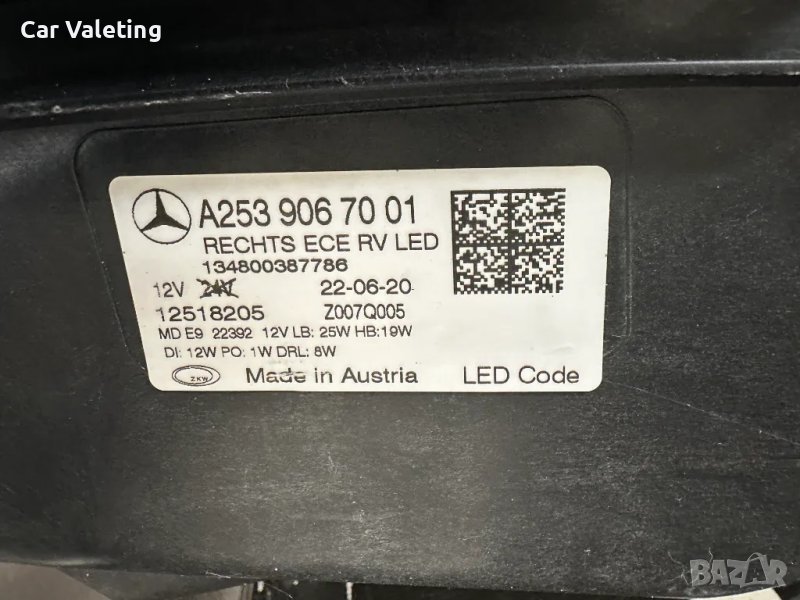 Car Valeting
A253 906 70 01
RECHTS ECE RV LED
134800387786
12V 24V 22-06-20
12518205 Z007Q005
MD E9 22392 12V LB: 25W HB:19W
DI: 12W PO: 1W DRL: 8W
ZKW Made in Austria LED Code
BAZAR